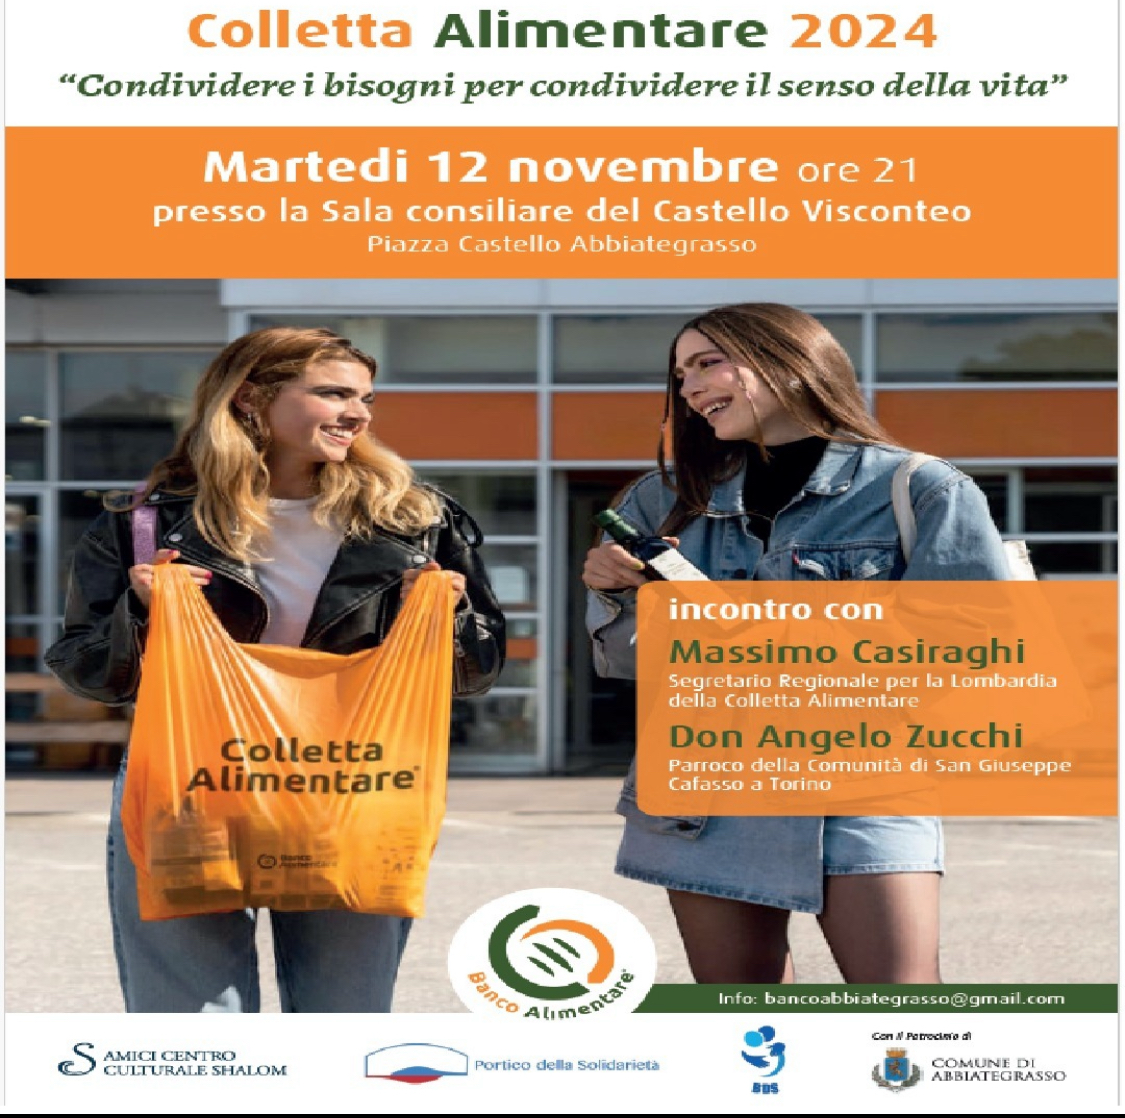 Colletta Alimentare 2024
“Condividere i bisogni per condividere il senso della vita”
Martedi 12 novembre ore 21
presso la Sala consiliare del Castello Visconteo
Piazza Castello Abbiategrasso
incontro con
Massimo Casiraghi
Segretario Regionale per la Lombardia
della Colletta Alimentare
Don Angelo Zucchi
Parroco della Comunità di San Giuseppe
Cafasso a Torino
Colletta
Alimentare®
Banco
Alimentare
Banco Alimentare®
Info: bancoabbiategrasso@gmail.com
AMICI CENTRO
CULTURALE SHALOM
Portico della Solidarietà
BDS
Con il Patrocinio di
COMUNE DI
ABBIATEGRASSO